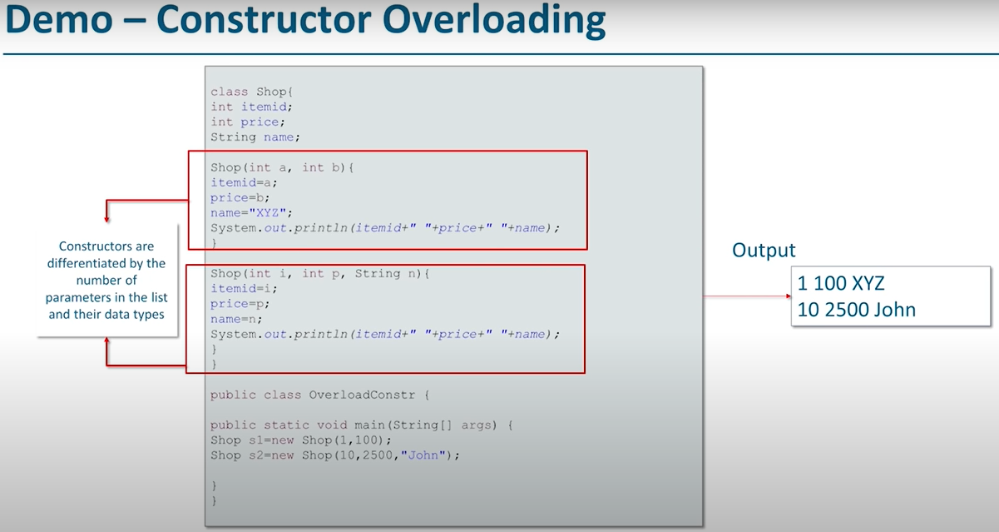 Demo – Constructor Overloading
class Shop{
int itemid;
int price;
String name;
Shop(int a, int b){
itemid=a;
price=b;
name="XYZ";
System.out.println(itemid+" "+price+" "+name);
}
Shop(int i, int p, String n){
itemid=i;
price=p;
name=n;
System.out.println(itemid+" "+price+" "+name);
}
}
public class OverloadConstr {
public static void main(String[] args) {
Shop s1=new Shop(1,100);
Shop s2=new Shop(10,2500,"John");
}
}
Constructors are
differentiated by the
number of
parameters in the list
and their data types
Output
1 100 XYZ
10 2500 John